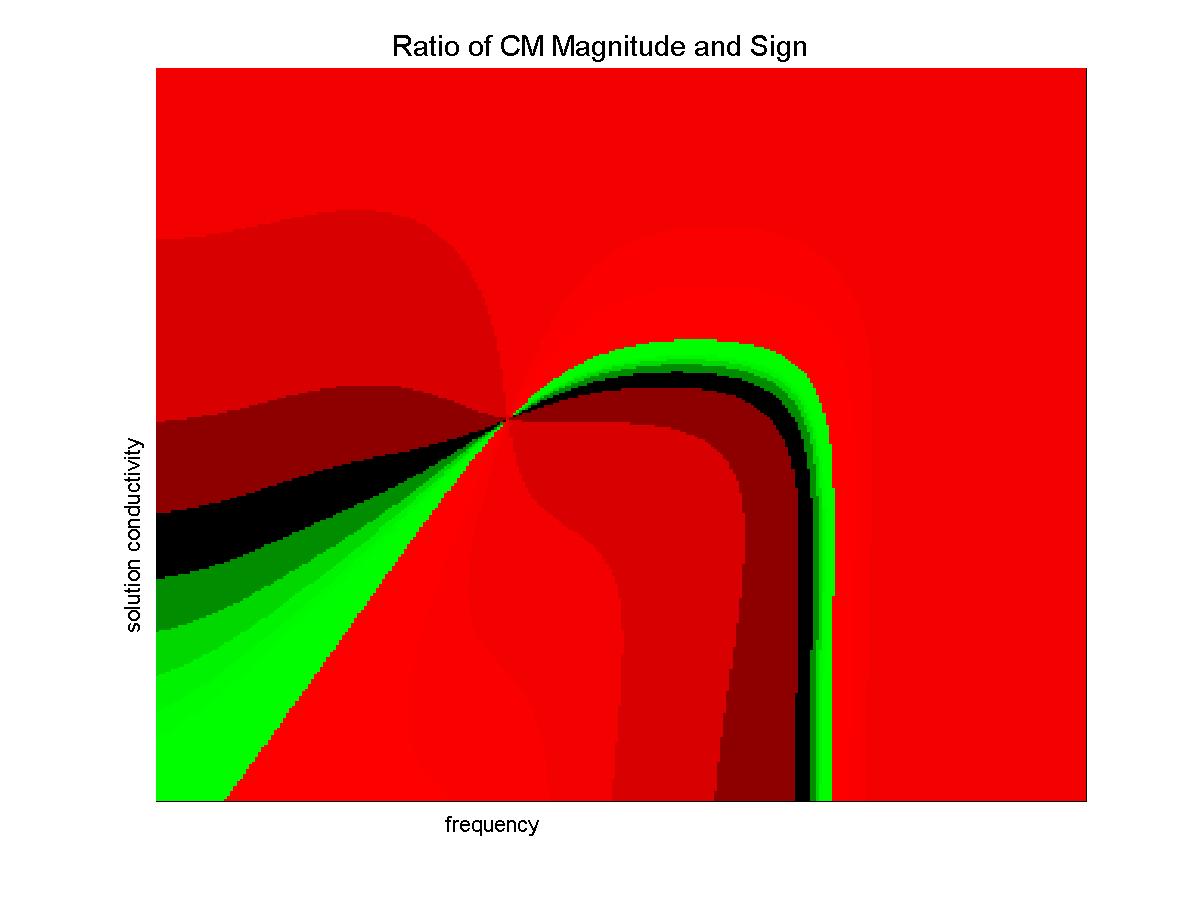 Ratio of CM Magnitude and Sign
solution conductivity
frequency